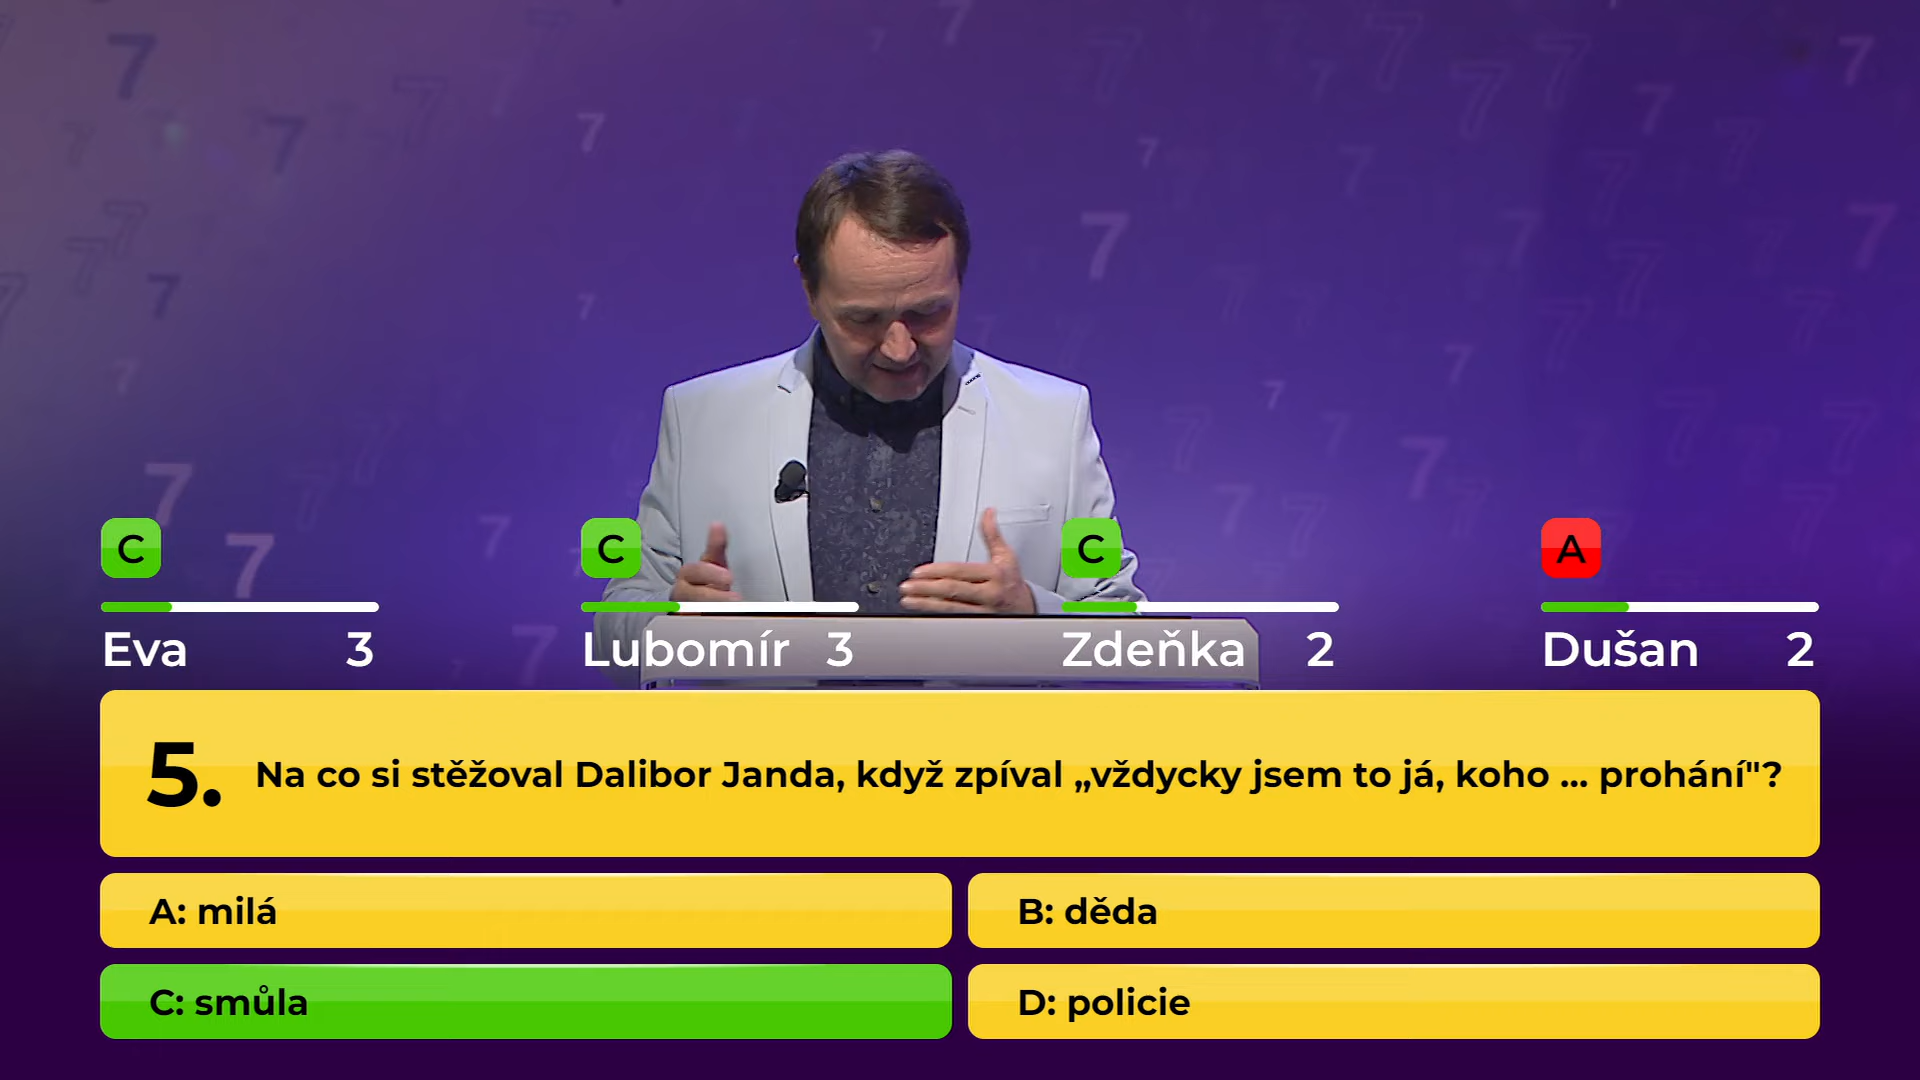 C C C A
Eva 3 Lubomír 3 Zdeňka 2 Dušan 2
5. Na co si stěžoval Dalibor Janda, když zpíval „vždycky jsem to já, koho ... prohání"?
A: milá
B: děda
C: smůla
D: policie